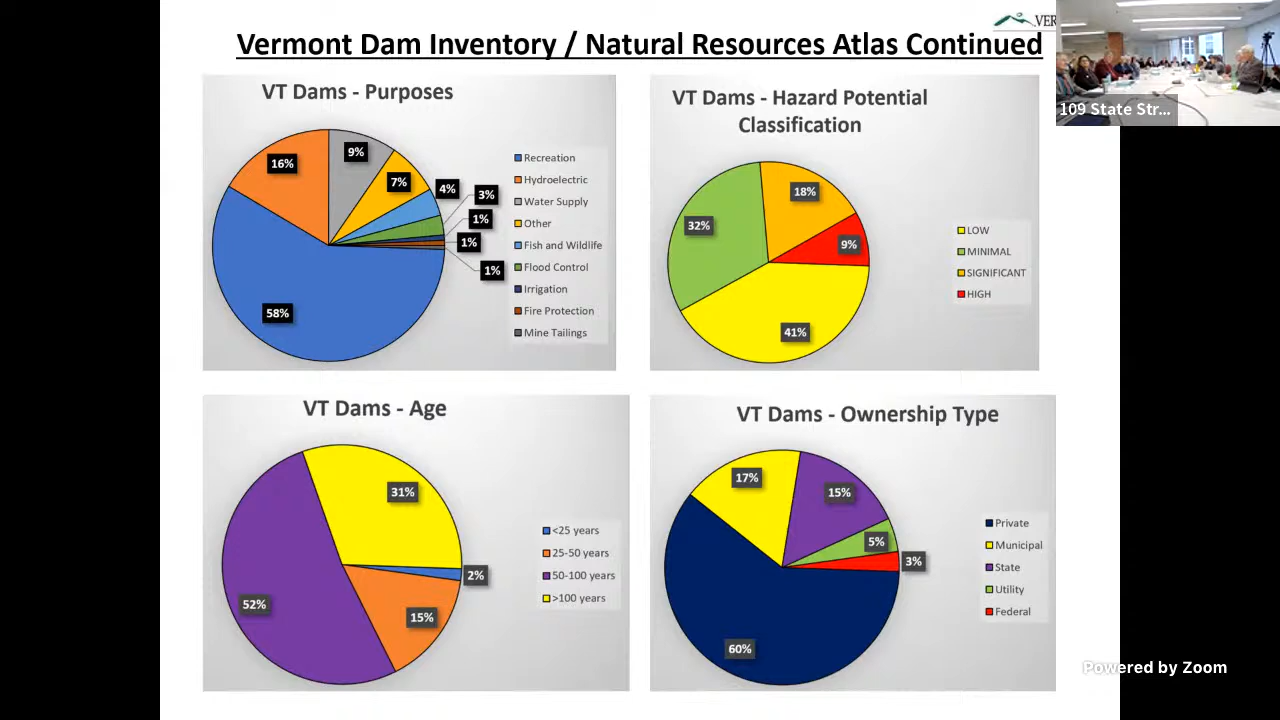 VER
Vermont Dam Inventory / Natural Resources Atlas Continued
109 State Str...
VT Dams - Purposes
16%
9%
7%
4%
3%
1%
1%
1%
58%
Recreation
Hydroelectric
Water Supply
Other
Fish and Wildlife
Flood Control
Irrigation
Fire Protection
Mine Tailings
VT Dams - Hazard Potential
Classification
18%
32%
9%
41%
LOW
MINIMAL
SIGNIFICANT
HIGH
VT Dams - Age
31%
2%
52%
15%
<25 years
25-50 years
50-100 years
>100 years
VT Dams - Ownership Type
17%
15%
5%
3%
60%
Private
Municipal
State
Utility
Federal
Powered by Zoom